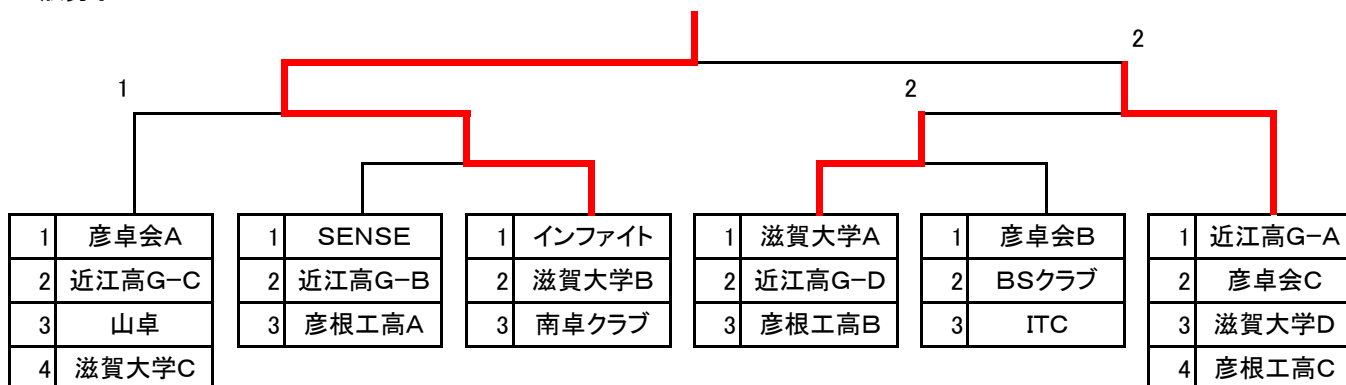 2
1
2
1 彦卓会A
2 近江高G-C
3 山卓
4 滋賀大学C
1 SENSE
2 近江高G-B
3 彦根工高A
1 インファイト
2 滋賀大学B
3 南卓クラブ
1 滋賀大学A
2 近江高G-D
3 彦根工高B
1 彦卓会B
2 BSクラブ
3 ITC
1 近江高G-A
2 彦卓会C
3 滋賀大学D
4 彦根工高C